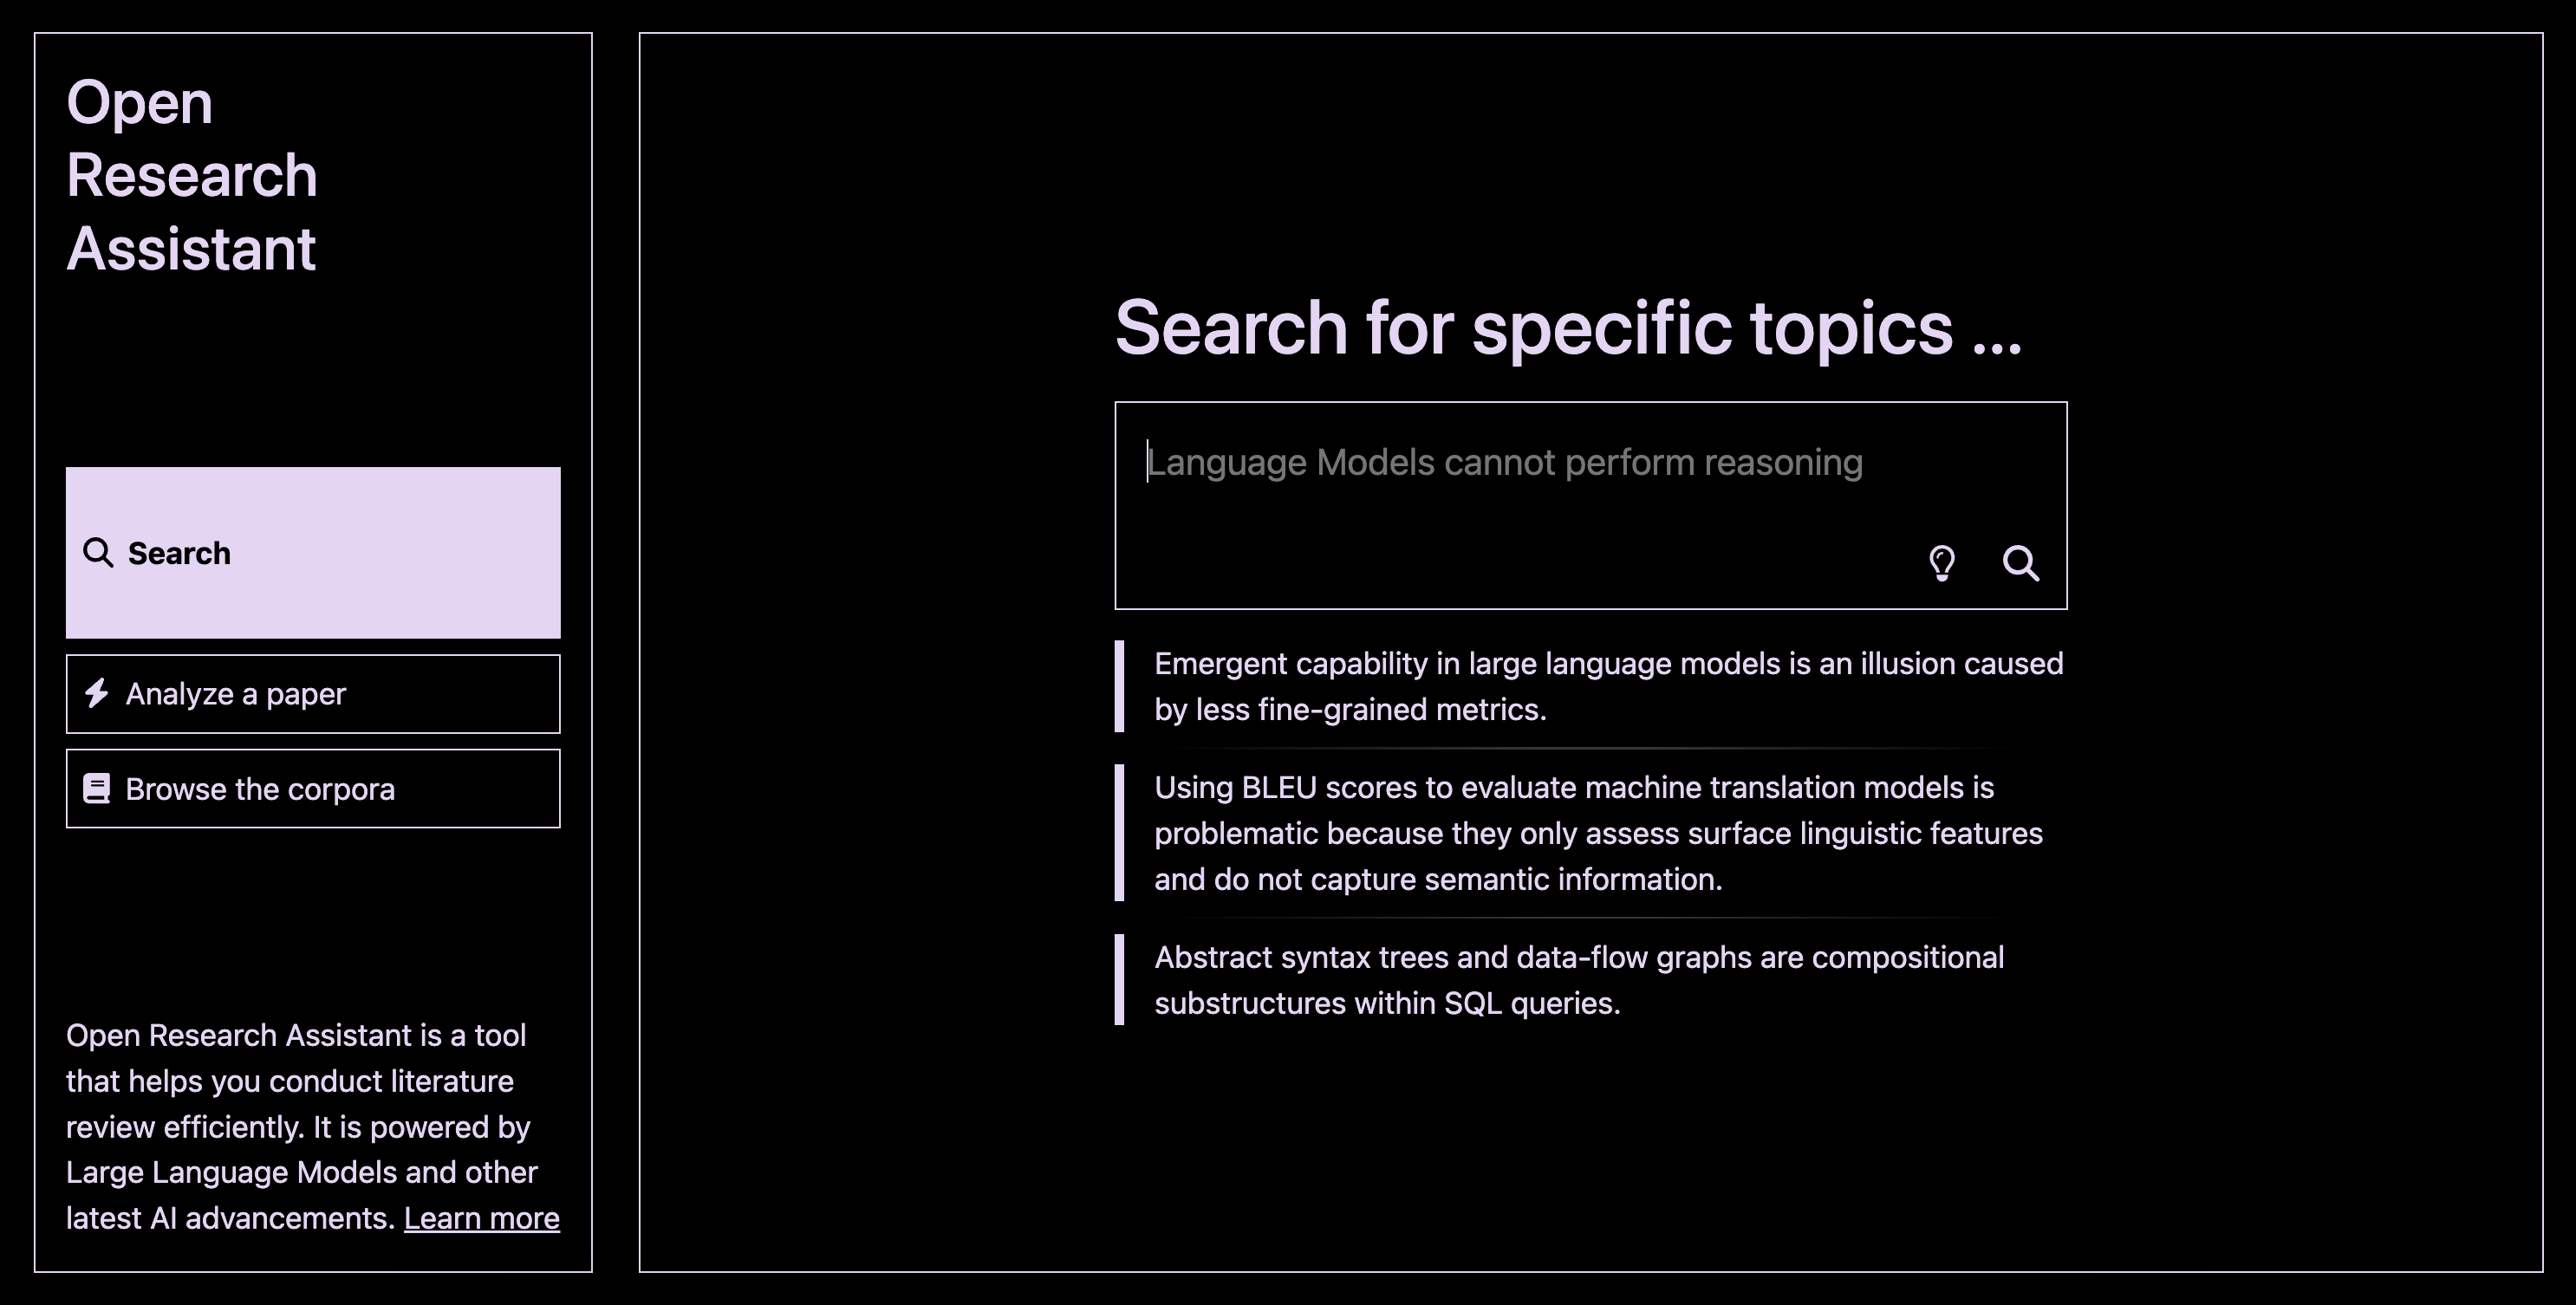 Open
Research
Assistant
Search
Analyze a paper
Browse the corpora
Open Research Assistant is a tool
that helps you conduct literature
review efficiently. It is powered by
Large Language Models and other
latest AI advancements. Learn more
Search for specific topics ...
Language Models cannot perform reasoning
Emergent capability in large language models is an illusion caused
by less fine-grained metrics.
Using BLEU scores to evaluate machine translation models is
problematic because they only assess surface linguistic features
and do not capture semantic information.
Abstract syntax trees and data-flow graphs are compositional
substructures within SQL queries.